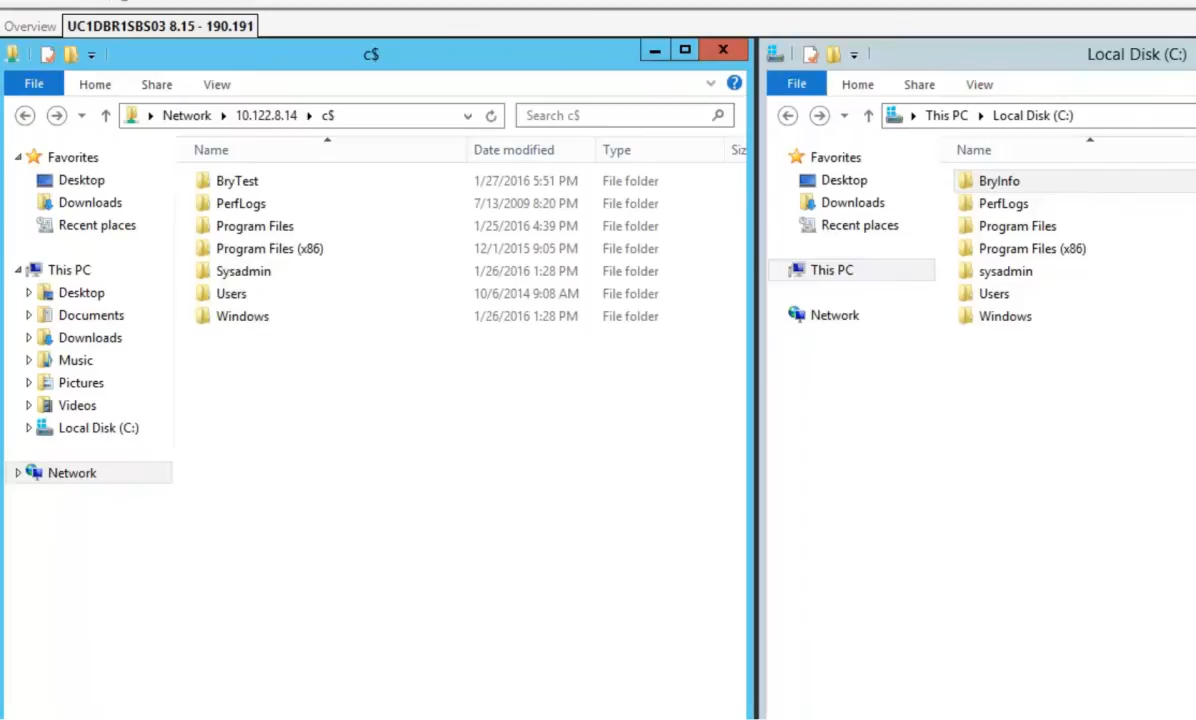 Overview UC1DBR1SBS03 8.15 - 190.191
c$ X
File Home Share View ?
Network 10.122.8.14 c$ Search c$
Name Date modified Type Siz
Favorites
Desktop
Downloads
Recent places
This PC
Desktop
Documents
Downloads
Music
Pictures
Videos
Local Disk (C:)
Network
BryTest 1/27/2016 5:51 PM File folder
PerfLogs 7/13/2009 8:20 PM File folder
Program Files 1/25/2016 4:39 PM File folder
Program Files (x86) 12/1/2015 9:05 PM File folder
Sysadmin 1/26/2016 1:28 PM File folder
Users 10/6/2014 9:08 AM File folder
Windows 1/26/2016 1:28 PM File folder
Local Disk (C:)
File Home Share View
This PC Local Disk (C:)
Name
Favorites
Desktop
Downloads
Recent places
This PC
Network
BryInfo
PerfLogs
Program Files
Program Files (x86)
sysadmin
Users
Windows